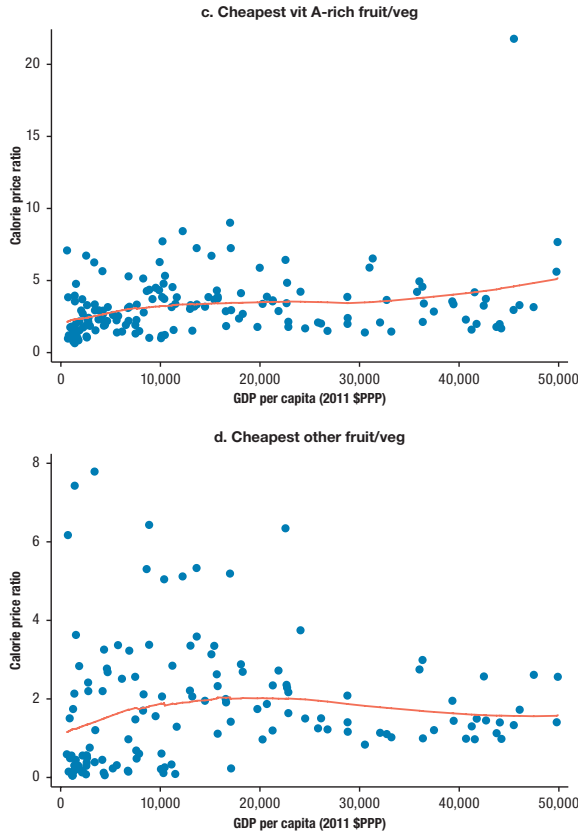 c. Cheapest vit A-rich fruit/veg
20
15
10
5
0
Calorie price ratio
0 10,000 20,000 30,000 40,000 50,000
GDP per capita (2011 $PPP)
d. Cheapest other fruit/veg
8
6
4
2
0
Calorie price ratio
0 10,000 20,000 30,000 40,000 50,000
GDP per capita (2011 $PPP)